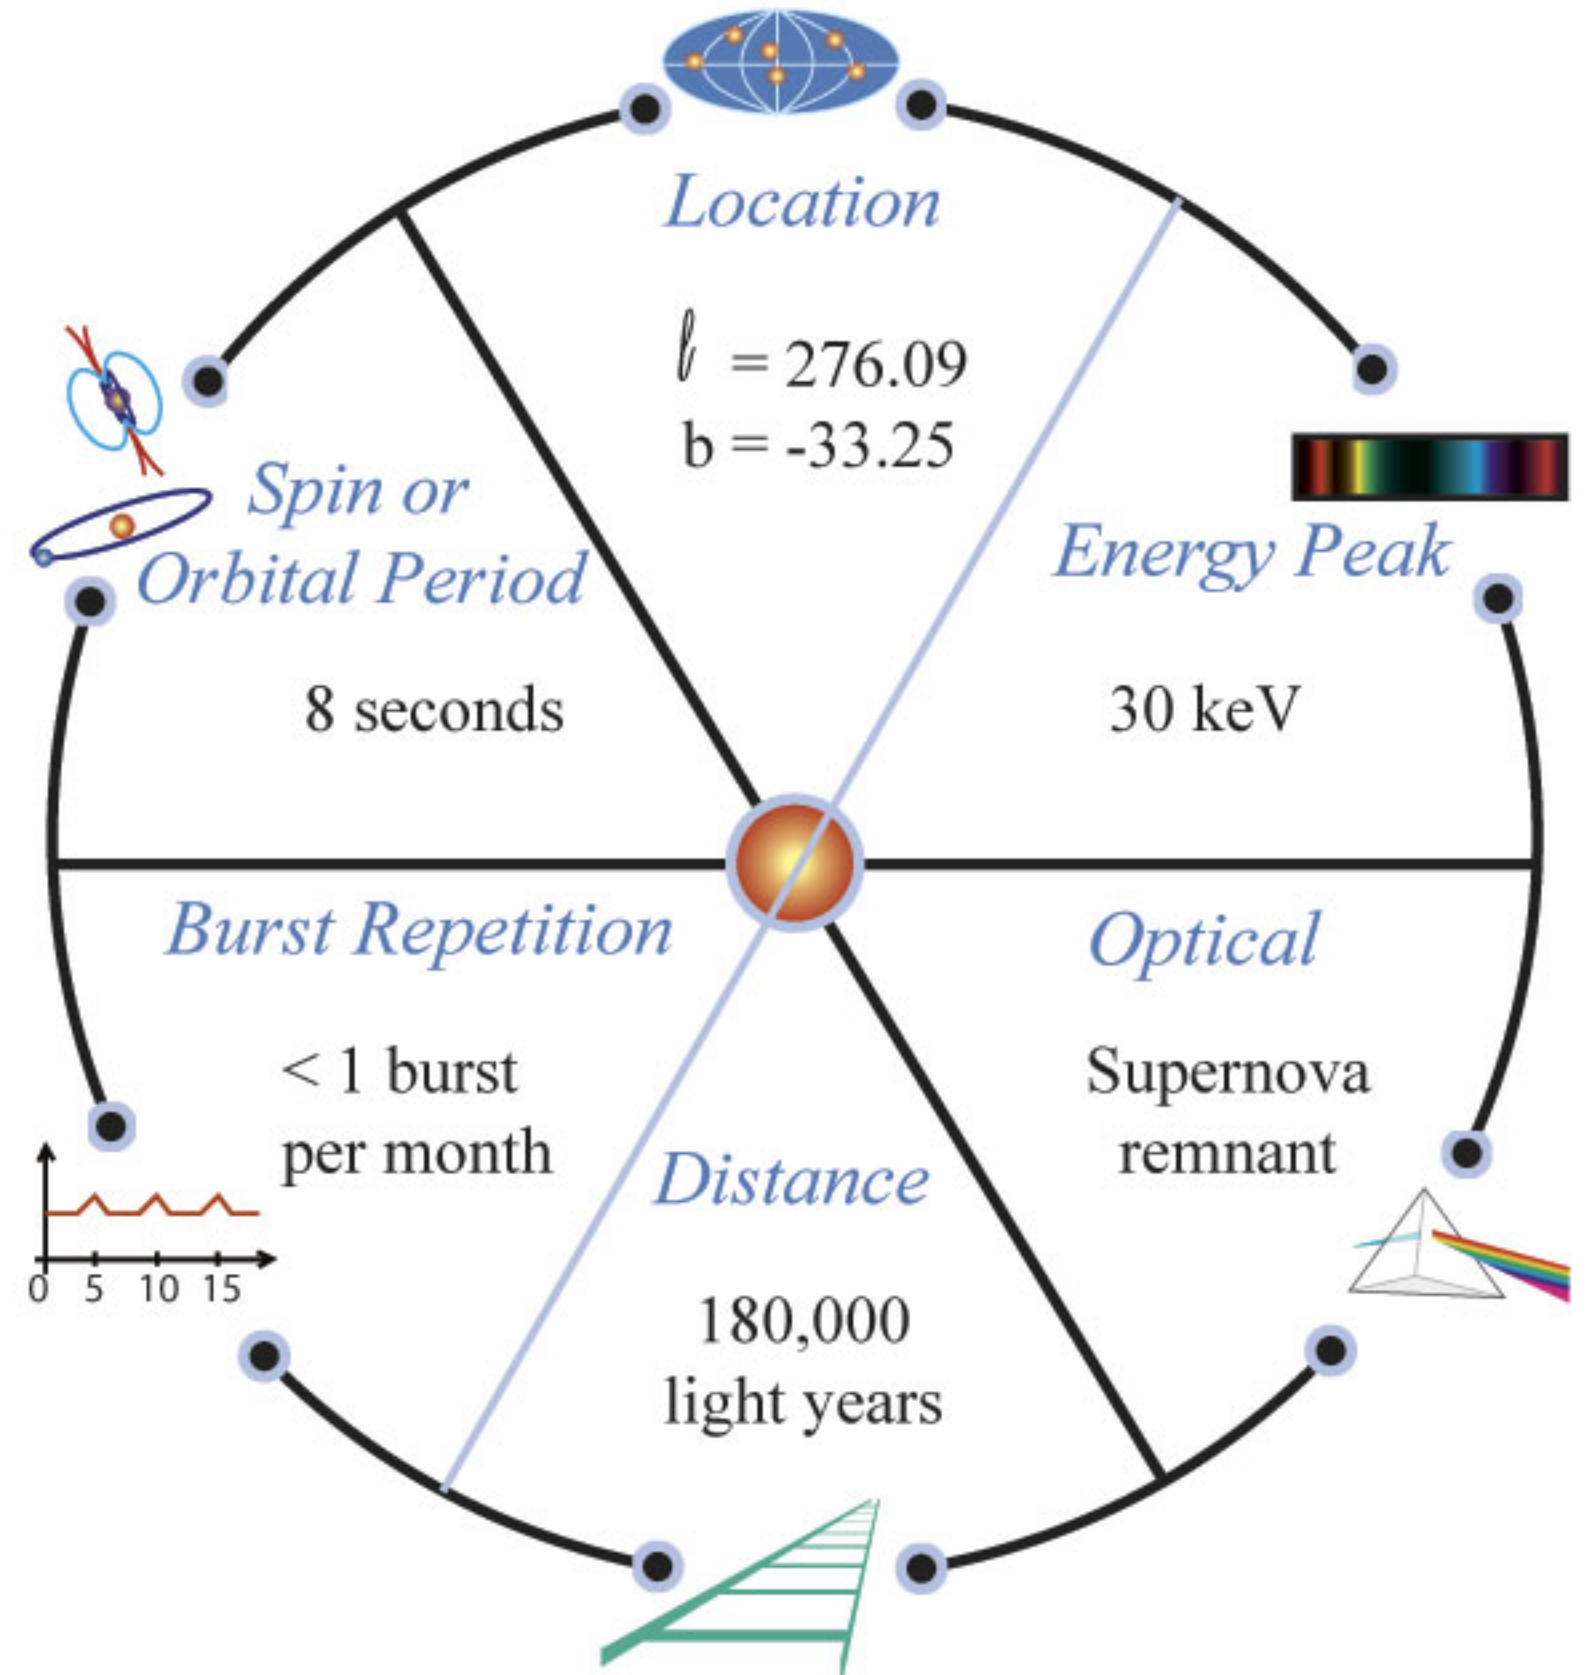 Location
ℓ = 276.09
b = -33.25
Spin or
Orbital Period
8 seconds
Energy Peak
30 keV
Burst Repetition
< 1 burst
per month
0 5 10 15
Optical
Supernova
remnant
Distance
180,000
light years